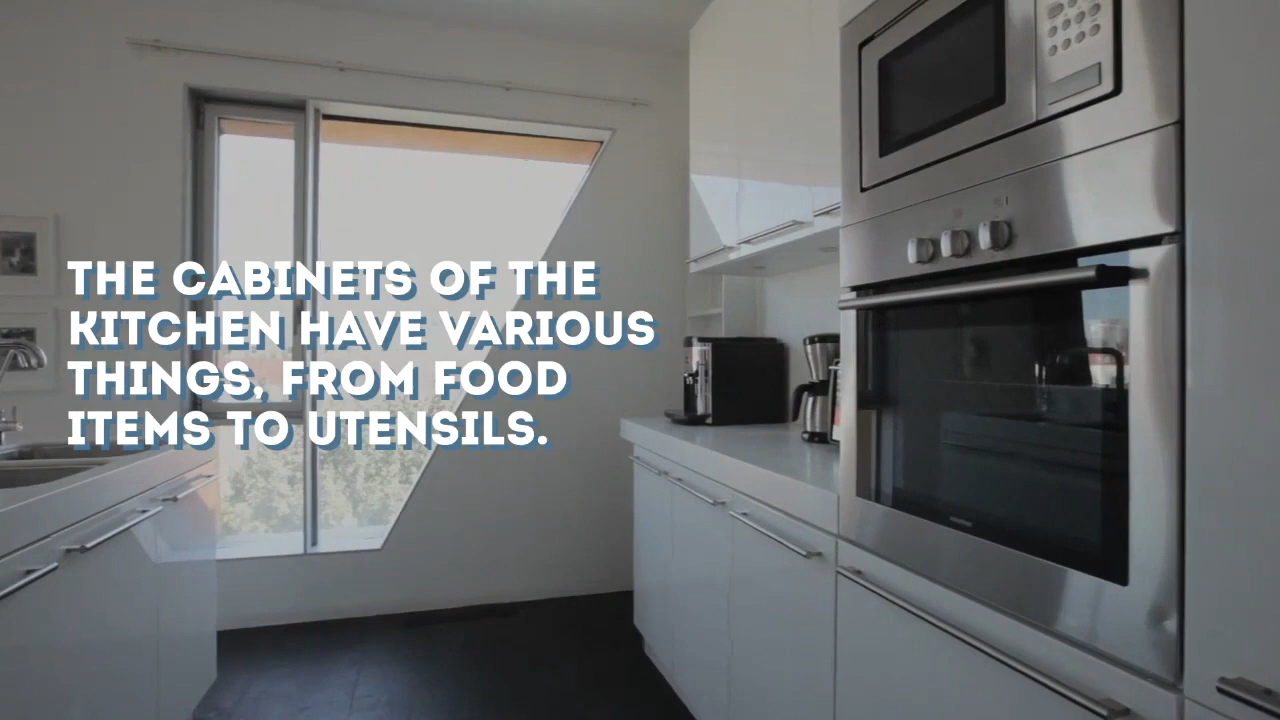 THE CABINETS OF THE
KITCHEN HAVE VARIOUS
THINGS, FROM FOOD
ITEMS TO UTENSILS.